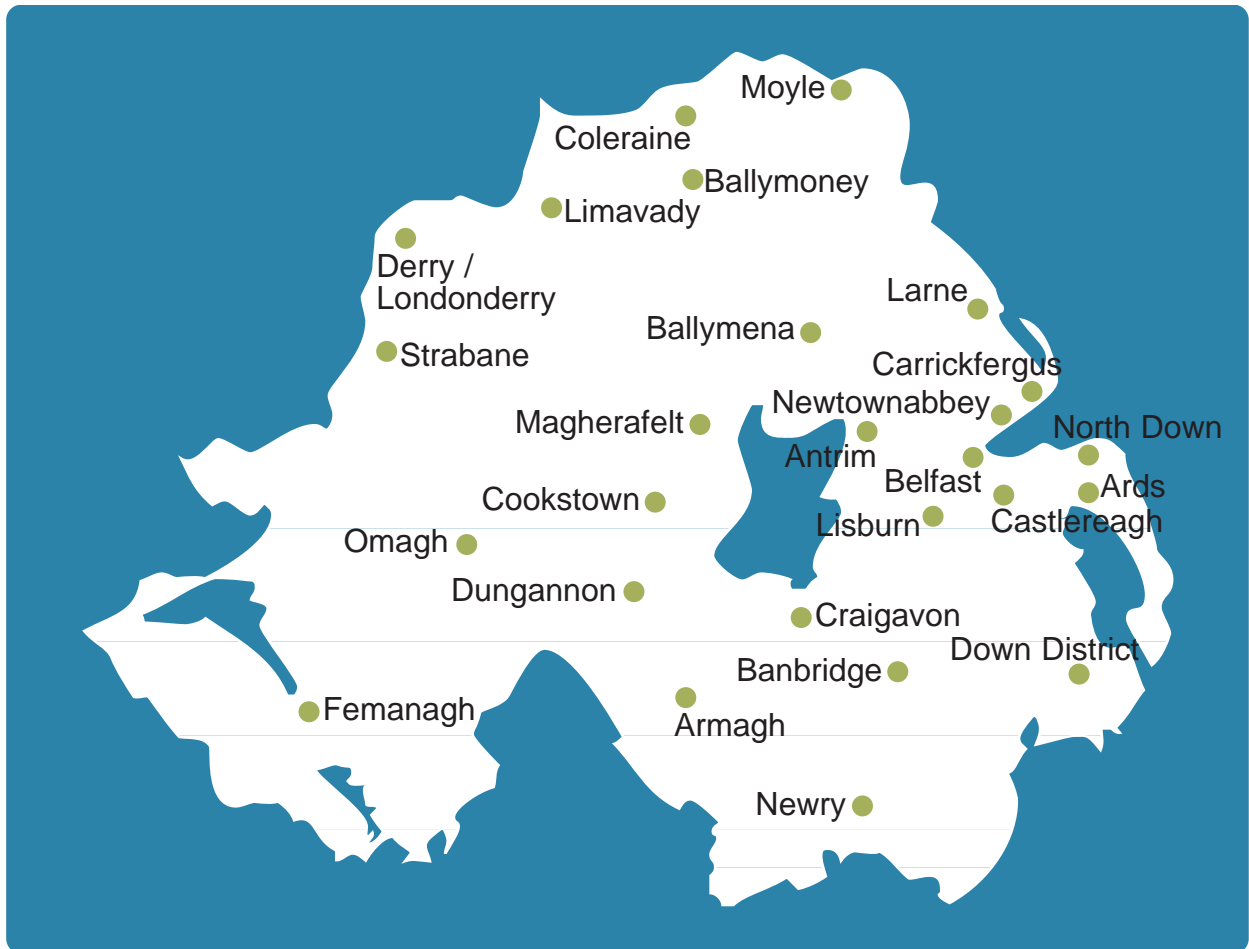 Moyle
Coleraine
Ballymoney
Limavady
Derry /
Londonderry
Larne
Ballymena
Strabane
Carrickfergus
Newtownabbey
Magherafelt
North Down
Antrim
Belfast
Ards
Cookstown
Lisburn
Castlereagh
Omagh
Dungannon
Craigavon
Down District
Banbridge
Femanagh
Armagh
Newry